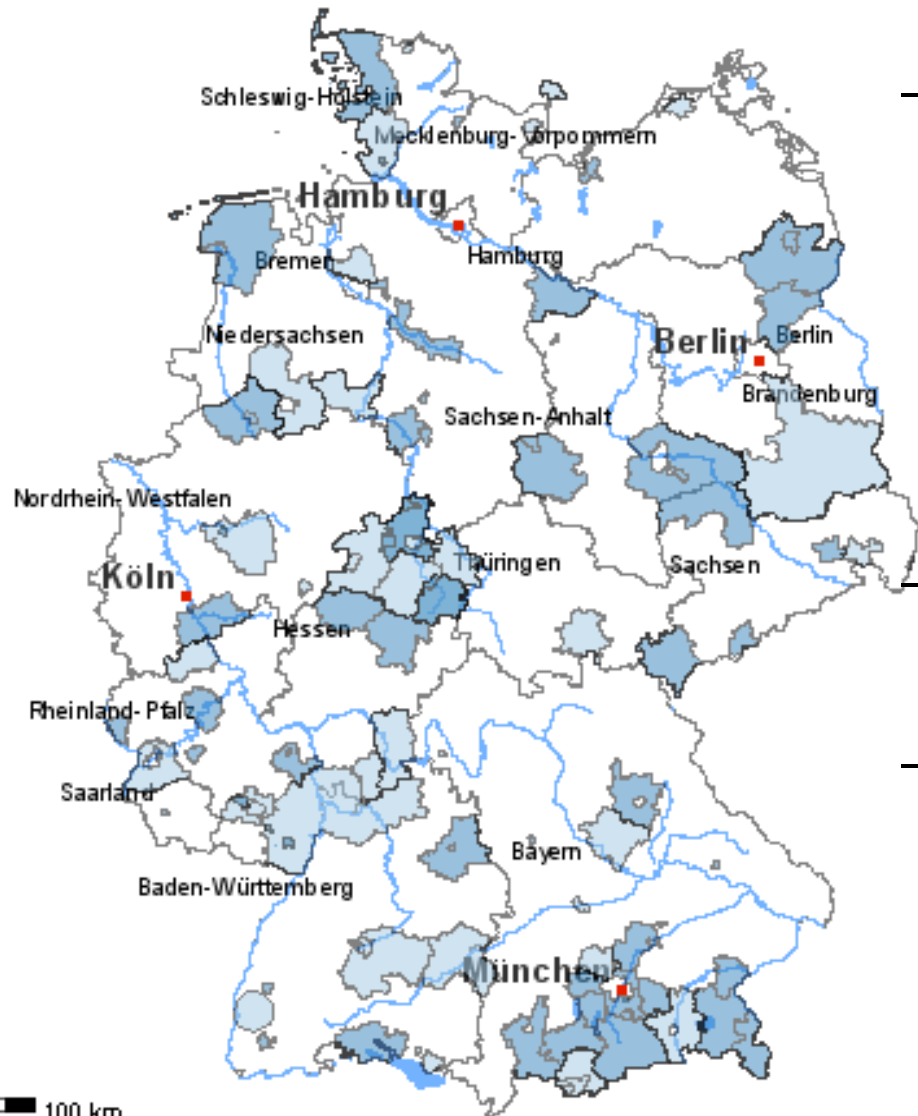 Schleswig-Holstein
Mecklenburg-Vorpommern
Hamburg
Hamburg
Bremen
Niedersachsen
Berlin
Berlin
Brandenburg
Sachsen-Anhalt
Nordrhein-Westfalen
Köln
Thüringen
Sachsen
Hessen
Rheinland-Pfalz
Saarland
Bayern
Baden-Württemberg
München
100 km